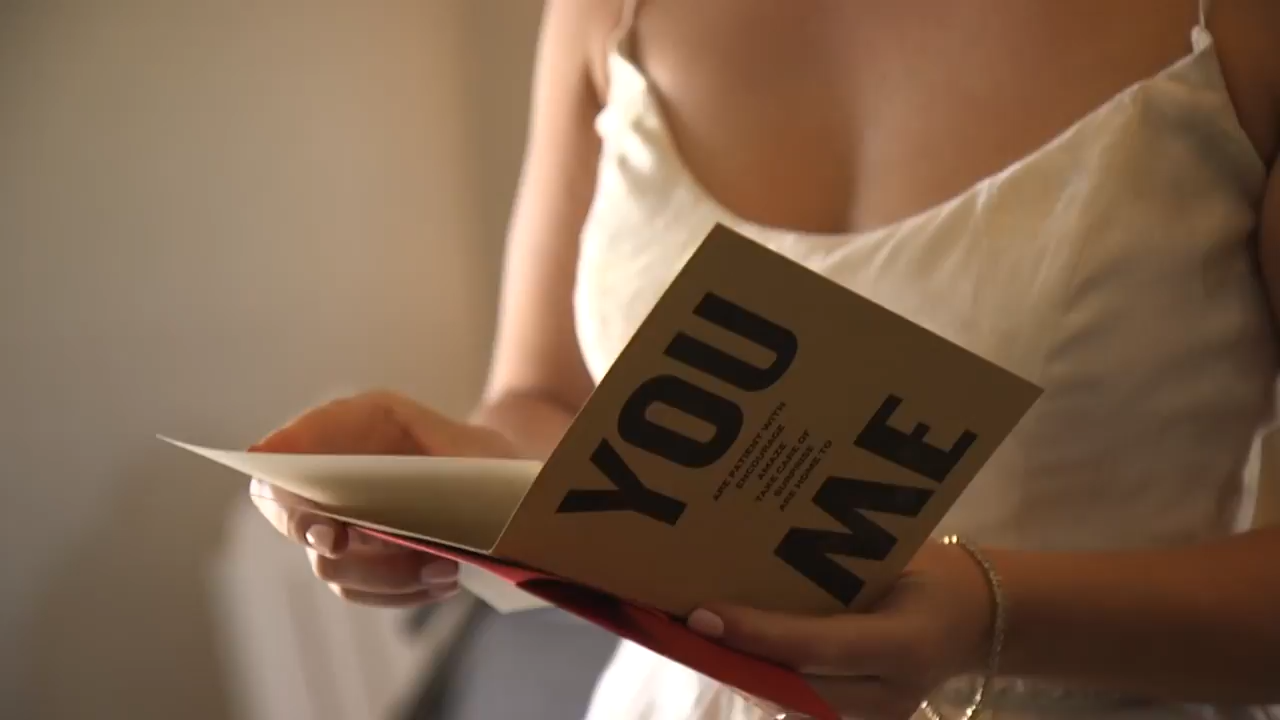 YOU
ARE PATIENT WITH
ENCOURAGE
AMAZE
TAKE CARE OF
SURPRISE
ARE HOME TO
ME